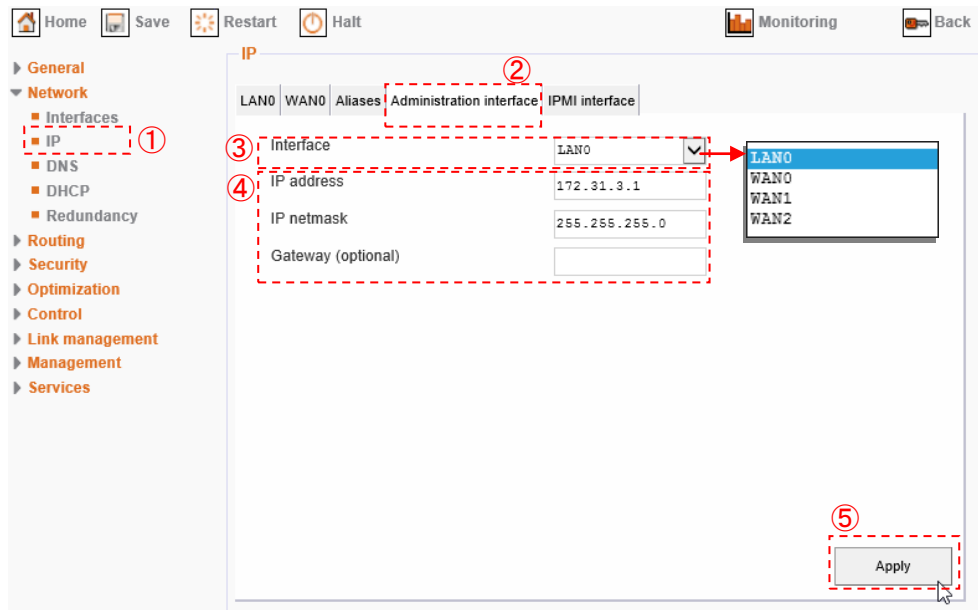 Home Save Restart Halt Monitoring Back
General
Network
Interfaces
IP
DNS
DHCP
Redundancy
Routing
Security
Optimization
Control
Link management
Management
Services
IP
②
LAN0 WAN0 Aliases Administration interface IPMI interface
①
③ Interface LAN0
④ IP address 172.31.3.1
IP netmask 255.255.255.0
Gateway (optional)
LAN0
WAN0
WAN1
WAN2
⑤
Apply